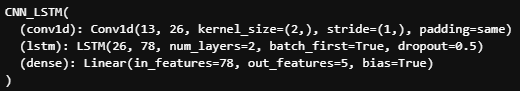 CNN_LSTM(
  (conv1d): Conv1d(13, 26, kernel_size=(2,), stride=(1,), padding=same)
  (lstm): LSTM(26, 78, num_layers=2, batch_first=True, dropout=0.5)
  (dense): Linear(in_features=78, out_features=5, bias=True)
)